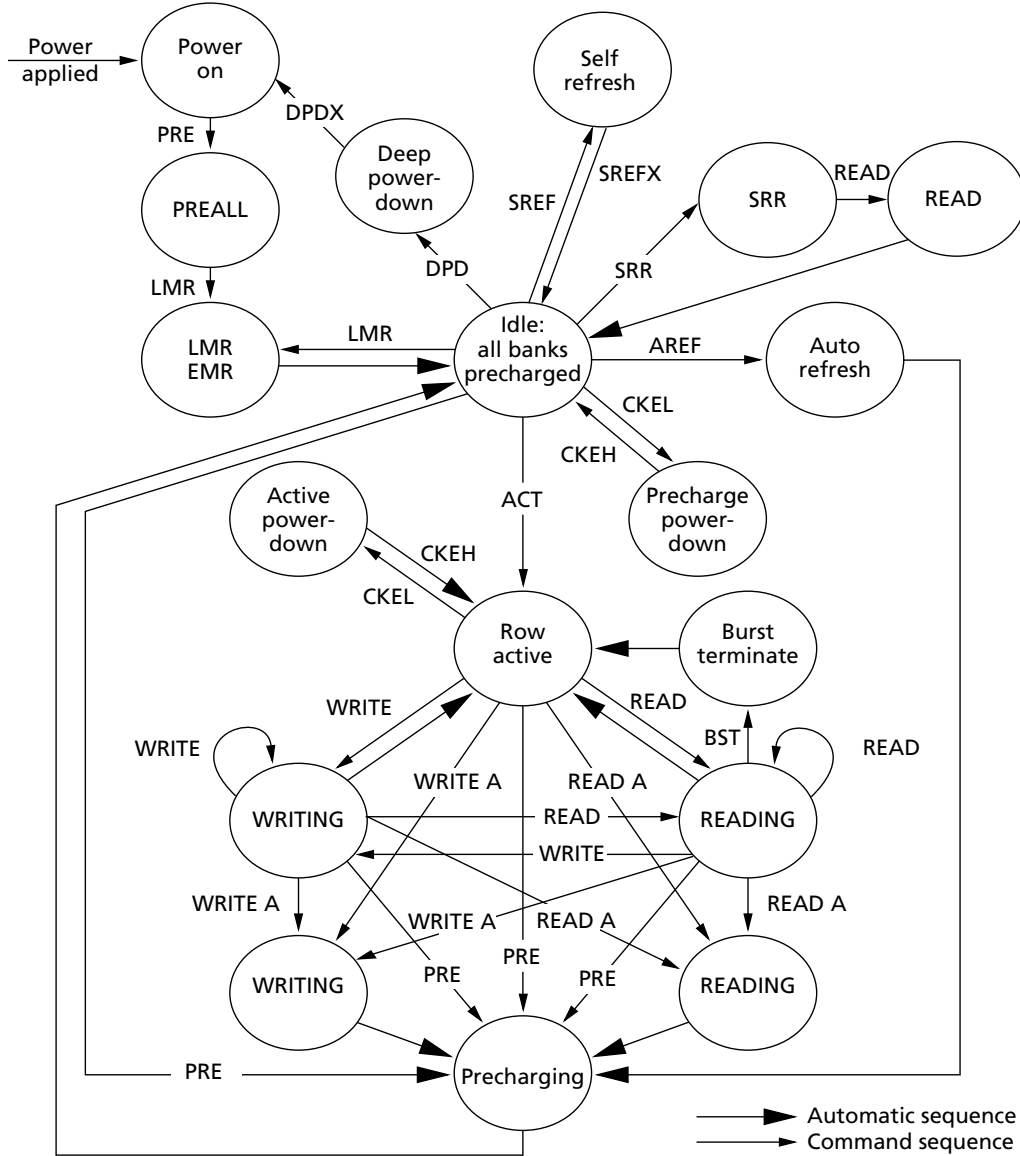 Power
applied
Power
on
Self
refresh
DPDX
PRE
Deep
power-
down
SREFX
READ
SREF
PREALL
SRR
READ
DPD
SRR
LMR
Idle:
all banks
precharged
LMR
LMR
EMR
AREF
Auto
refresh
CKEL
CKEH
Active
power-
down
ACT
Precharge
power-
down
CKEH
CKEL
Row
active
Burst
terminate
WRITE
READ
BST
WRITE
READ
WRITE A
READ A
WRITING
READ
READING
WRITE
WRITE A
READ A
WRITE A
READ A
PRE
PRE
PRE
WRITING
READING
PRE
Precharging
Automatic sequence
Command sequence